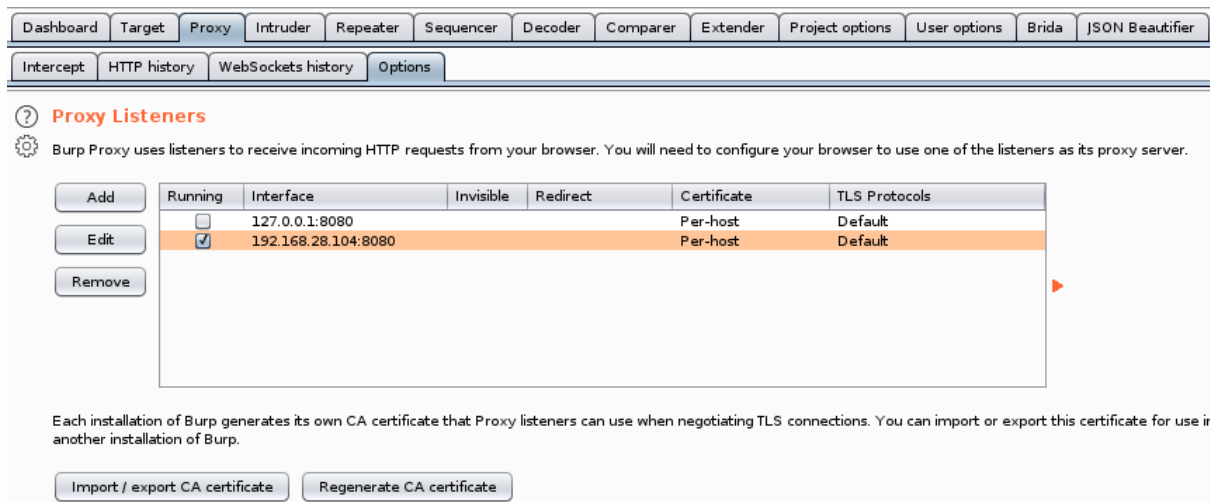 Dashboard Target Proxy Intruder Repeater Sequencer Decoder Comparer Extender Project options User options Brida JSON Beautifier
Intercept HTTP history WebSockets history Options
? Proxy Listeners
Burp Proxy uses listeners to receive incoming HTTP requests from your browser. You will need to configure your browser to use one of the listeners as its proxy server.
Add Running Interface Invisible Redirect Certificate TLS Protocols
127.0.0.1:8080 Per-host Default
Edit 192.168.28.104:8080 Per-host Default
Remove
Each installation of Burp generates its own CA certificate that Proxy listeners can use when negotiating TLS connections. You can import or export this certificate for use
another installation of Burp.
Import / export CA certificate Regenerate CA certificate